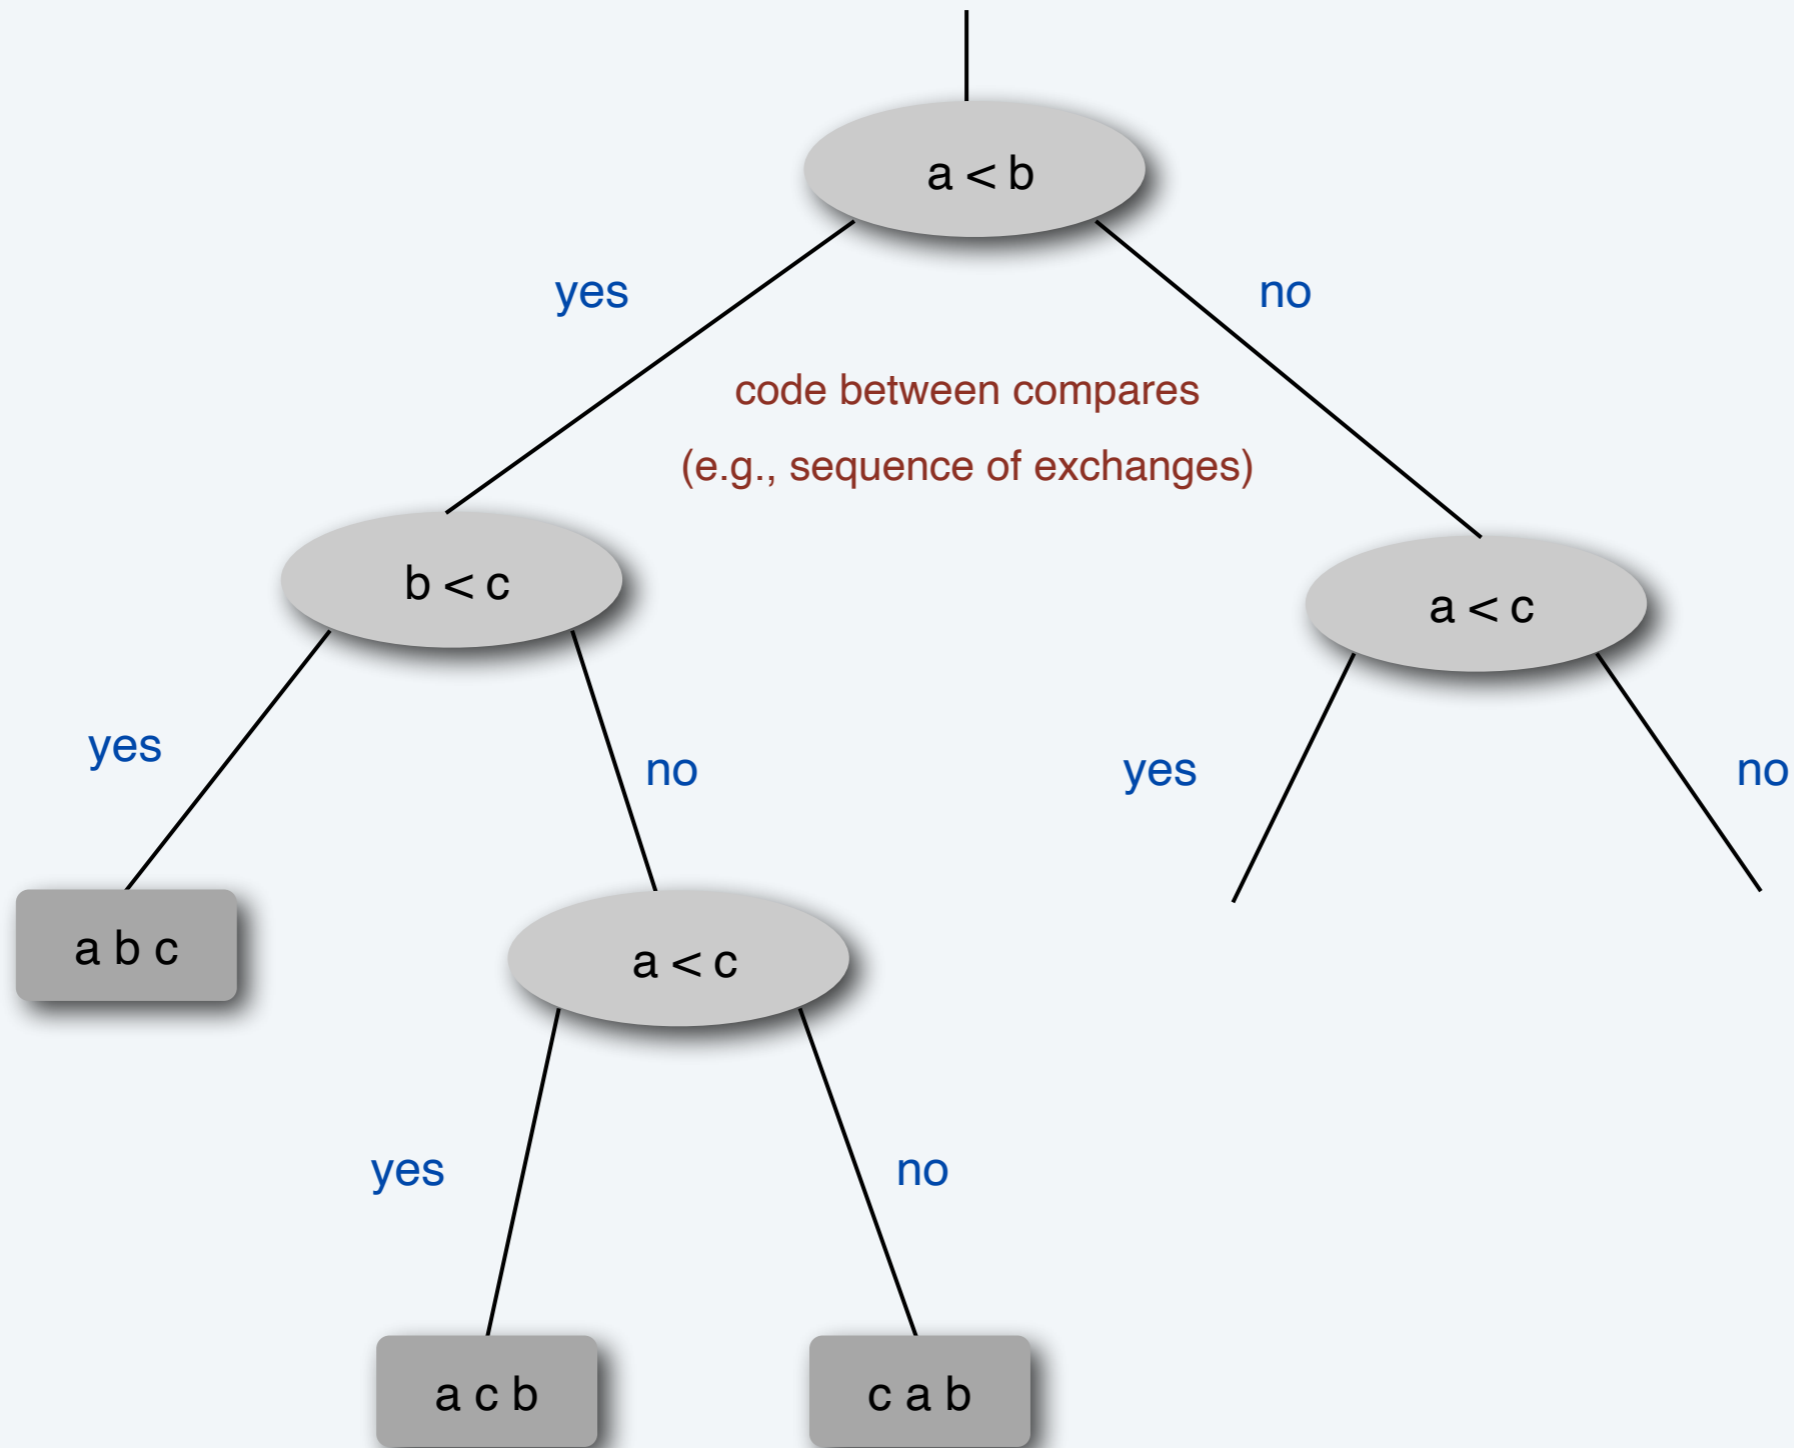 a < b
yes
no
code between compares
(e.g., sequence of exchanges)
b < c
a < c
yes
no
yes
no
a b c
a < c
yes
no
a c b
c a b